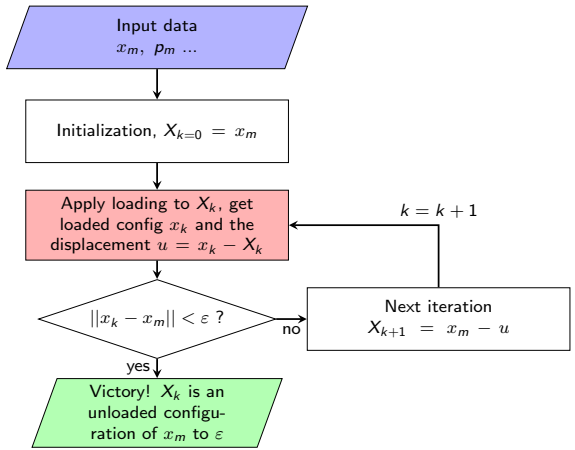 Input data
x_m, p_m ...
Initialization, X_{k=0} = x_m
Apply loading to X_k, get
loaded config x_k and the
displacement u = x_k − X_k
k = k + 1
||x_k − x_m|| < ε ?
no
Next iteration
X_{k+1} = x_m − u
yes
Victory! X_k is an
unloaded configu-
ration of x_m to ε